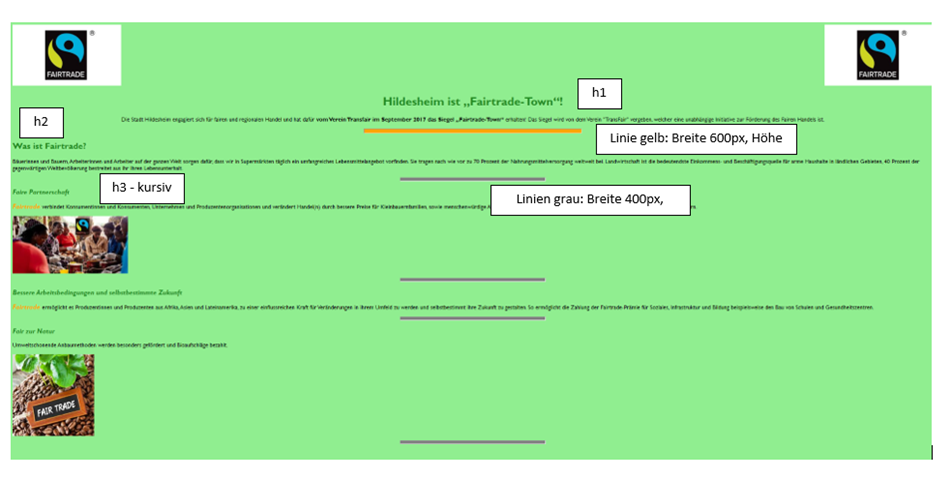 FAIRTRADE
FAIRTRADE
Hildesheim ist „Fairtrade-Town“!
h1
h2
Die Stadt Hildesheim engagiert sich für fairen und regionalen Handel und hat dafür vom Verein Transfair im September 2017 das Siegel „Fairtrade-Town“ erhalten! Das Siegel wird von dem Verein "TransFair" vergeben, welcher eine unabhängige Initiative zur Förderung des Fairen Handels ist.
Linie gelb: Breite 600px, Höhe
Was ist Fairtrade?
Bäuerinnen und Bauern, Arbeiterinnen und Arbeiter auf der ganzen Welt sorgen dafür, dass wir in Supermärkten täglich ein umfangreiches Lebensmittelangebot vorfinden. Sie tragen nach wie vor zu 70 Prozent der Nahrungsmittelversorgung weltweit bei. Landwirtschaft ist die bedeutendste Einkommens- und Beschäftigungsquelle für arme Haushalte in ländlichen Gebieten, 40 Prozent der
gegenwärtigen Weltbevölkerung bestreitet aus ihr ihren Lebensunterhalt.
h3 - kursiv
Faire Partnerschaft
Linien grau: Breite 400px,
Fairtrade verbindet Konsumentinnen und Konsumenten, Unternehmen und Produzentenorganisationen und verändert Handel(n) durch bessere Preise für Kleinbauernfamilien, sowie menschenwürdige
Bessere Arbeitsbedingungen und selbstbestimmte Zukunft
Fairtrade ermöglicht es Produzentinnen und Produzenten aus Afrika, Asien und Lateinamerika, zu einer einflussreichen Kraft für Veränderungen in ihrem Umfeld zu werden und selbstbestimmt ihre Zukunft zu gestalten. So ermöglicht die Zahlung der Fairtrade-Prämie für Soziales, Infrastruktur und Bildung beispielsweise den Bau von Schulen und Gesundheitszentren.
Fair zur Natur
Umweltschonende Anbaumethoden werden besonders gefördert und Bioaufschläge bezahlt.
FAIR TRADE